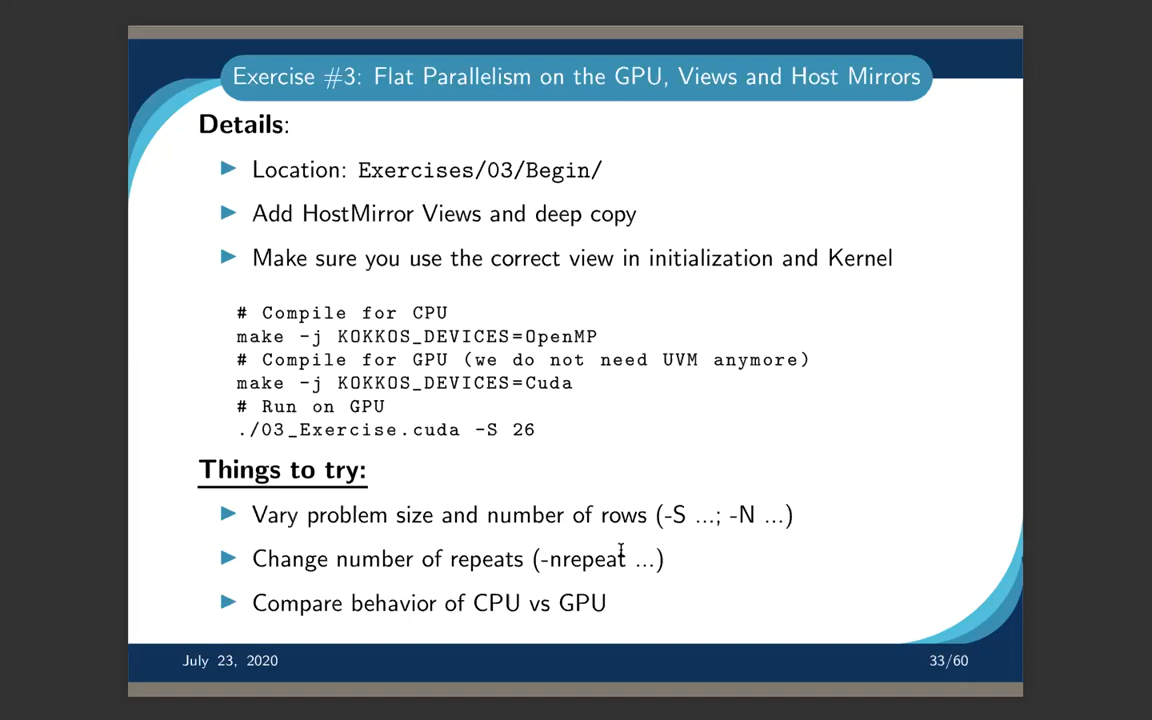 Exercise #3: Flat Parallelism on the GPU, Views and Host Mirrors
Details:
Location: Exercises/03/Begin/
Add HostMirror Views and deep copy
Make sure you use the correct view in initialization and Kernel
# Compile for CPU
make -j KOKKOS_DEVICES=OpenMP
# Compile for GPU (we do not need UVM anymore)
make -j KOKKOS_DEVICES=Cuda
# Run on GPU
./03_Exercise.cuda -S 26
Things to try:
Vary problem size and number of rows (-S ...; -N ...)
Change number of repeats (-nrepeat ...)
Compare behavior of CPU vs GPU
July 23, 2020
33/60